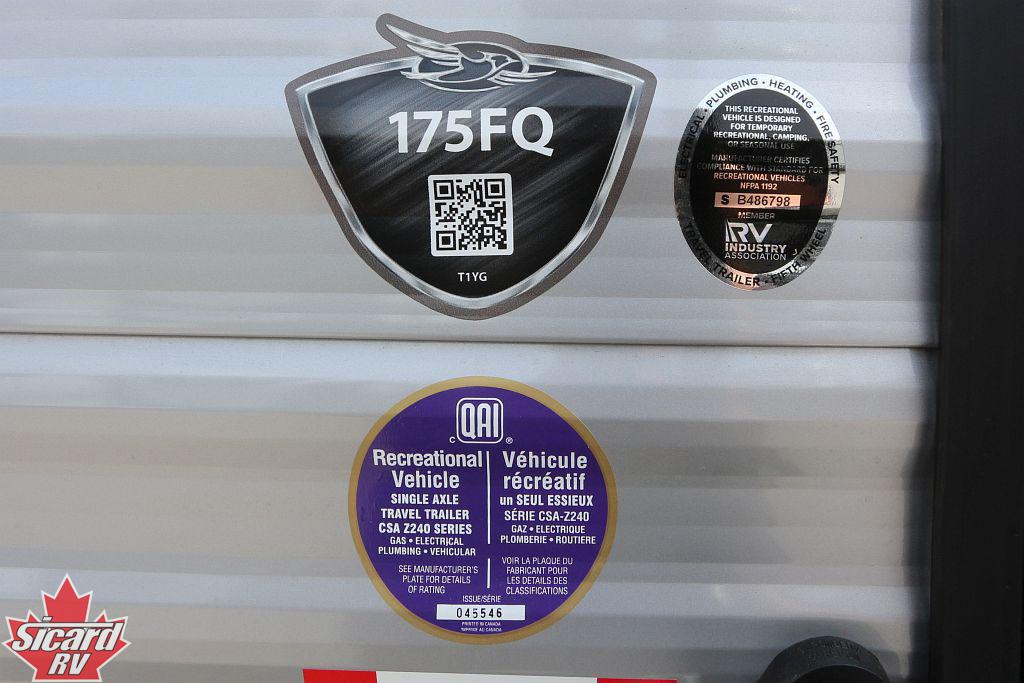 175FQ
T1YG
ELECTRICAL • PLUMBING • HEATING • FIRE SAFETY
THIS RECREATIONAL
VEHICLE IS DESIGNED
FOR TEMPORARY
RECREATIONAL, CAMPING,
OR SEASONAL USE
MANUFACTURER CERTIFIES
COMPLIANCE WITH STANDARD FOR
RECREATIONAL VEHICLES
NFPA 1192
S B486798
MEMBER
RV
INDUSTRY
ASSOCIATION
J
TRAVEL TRAILER • FIFTH WHEEL
C QAI ®
Recreational
Vehicle
SINGLE AXLE
TRAVEL TRAILER
CSA Z240 SERIES
GAS • ELECTRICAL
PLUMBING • VEHICULAR
SEE MANUFACTURER'S
PLATE FOR DETAILS
OF RATING
Véhicule
récréatif
un SEUL ESSIEUX
SÉRIE CSA-Z240
GAZ • ELECTRIQUE
PLOMBERIE • ROUTIERE
VOIR LA PLAQUE DU
FABRICANT POUR
LES DETAILS DES
CLASSIFICATIONS
ISSUE/SÉRIE
045546
PRINTED IN CANADA
IMPRIMÉ AU CANADA
Sicard
RV